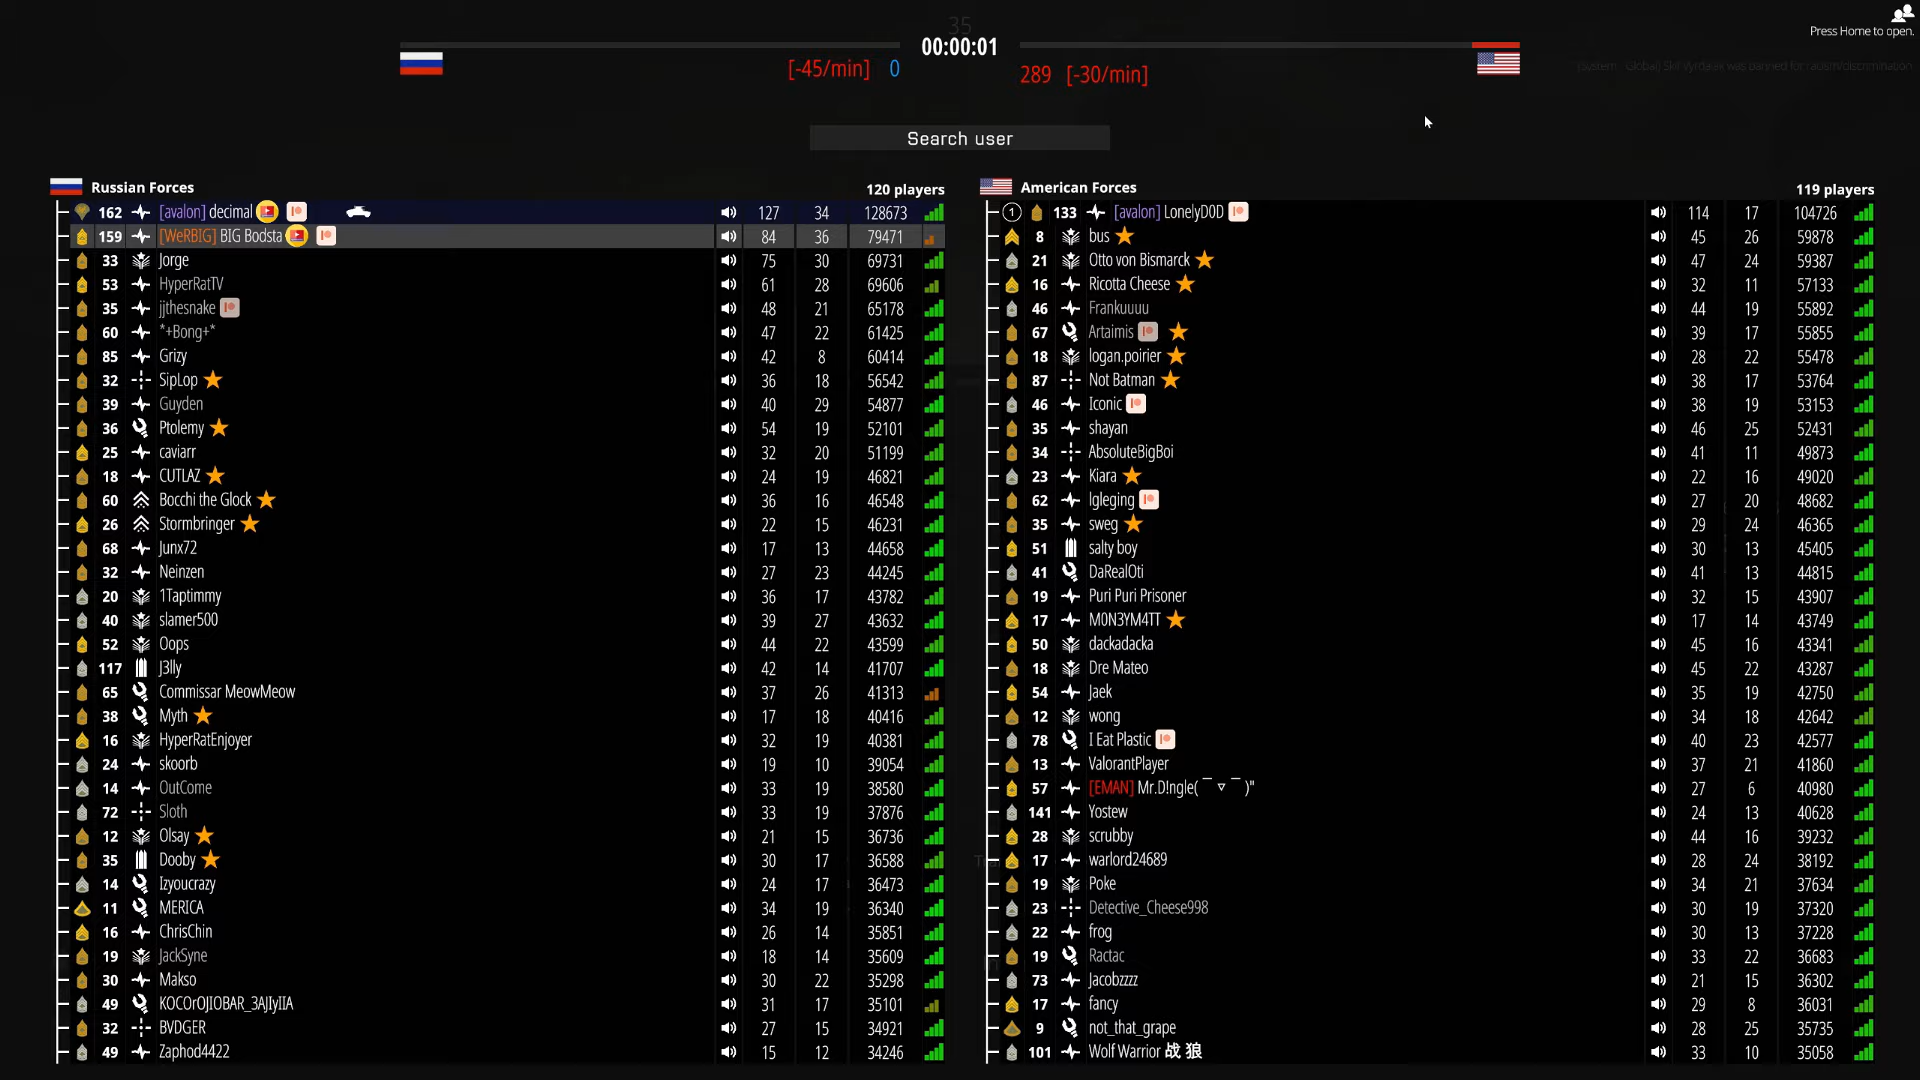 35
00:00:01
Press Home to open.
[-45/min] 0
289 [-30/min]
Search user
Russian Forces 120 players
162 [avalon] decimal 127 34 128673
159 [WeRBIG] BIG Bodsta 84 36 79471
33 Jorge 75 30 69731
53 HyperRatTV 61 28 69606
35 jjthesnake 48 21 65178
60 *+Bong+* 47 22 61425
85 Grizy 42 8 60414
32 SipLop 36 18 56542
39 Guyden 40 29 54877
36 Ptolemy 54 19 52101
25 caviarr 32 20 51199
18 CUTLAZ 24 19 46821
60 Bocchi the Glock 36 16 46548
26 Stormbringer 22 15 46231
68 Junx72 17 13 44658
32 Neinzen 27 23 44245
20 1Taptimmy 36 17 43782
40 slamer500 39 27 43632
52 Oops 44 22 43599
117 J3lly 42 14 41707
65 Commissar MeowMeow 37 26 41313
38 Myth 17 18 40416
16 HyperRatEnjoyer 32 19 40381
24 skoorb 19 10 39054
14 OutCome 33 19 38580
72 Sloth 33 19 37876
12 Olsay 21 15 36736
35 Dooby 30 17 36588
14 Izyoucrazy 24 17 36473
11 MERICA 34 19 36340
16 ChrisChin 26 14 35851
19 JackSyne 18 14 35609
30 Makso 30 22 35298
49 KOCOrOJIOBAR_3AJIyIIA 31 17 35101
32 BVDGER 27 15 34921
49 Zaphod4422 15 12 34246
American Forces 119 players
1 133 [avalon] LonelyD0D 114 17 104726
8 bus 45 26 59878
21 Otto von Bismarck 47 24 59387
16 Ricotta Cheese 32 11 57133
46 Frankuuuu 44 19 55892
67 Artaimis 39 17 55855
18 logan.poirier 28 22 55478
87 Not Batman 38 17 53764
46 Iconic 38 19 53153
35 shayan 46 25 52431
34 AbsoluteBigBoi 41 11 49873
23 Kiara 22 16 49020
62 lgleging 27 20 48682
35 sweg 29 24 46365
51 salty boy 30 13 45405
41 DaRealOti 41 13 44815
19 Puri Puri Prisoner 32 15 43907
17 M0N3YM4TT 17 14 43749
50 dackadacka 45 16 43341
18 Dre Mateo 45 22 43287
54 Jaek 35 19 42750
12 wong 34 18 42642
78 I Eat Plastic 40 23 42577
13 ValorantPlayer 37 21 41860
57 [EMAN] Mr.D!ngle(￣▿￣)" 27 6 40980
141 Yostew 24 13 40628
28 scrubby 44 16 39232
17 warlord24689 28 24 38192
19 Poke 34 21 37634
23 Detective_Cheese998 30 19 37320
22 frog 30 13 37228
19 Ractac 33 22 36683
73 Jacobzzzz 21 15 36302
17 fancy 29 8 36031
9 not_that_grape 28 25 35735
101 Wolf Warrior 战 狼 33 10 35058